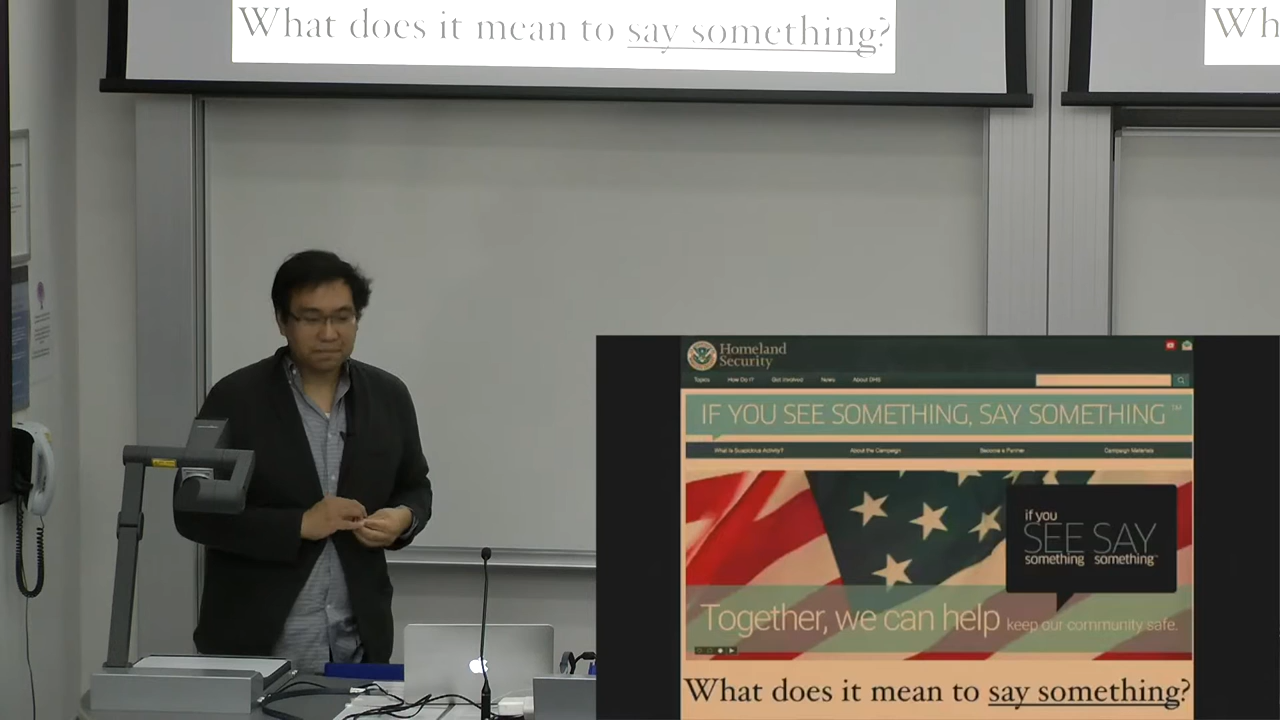 What does it mean to say something?
Wh
Homeland
Security
Topics How Do I? Get Involved News About DHS
IF YOU SEE SOMETHING, SAY SOMETHING ™
What Is Suspicious Activity? About the Campaign Become a Partner Campaign Materials
if you
SEE SAY
something something™
Together, we can help keep our community safe.
What does it mean to say something?